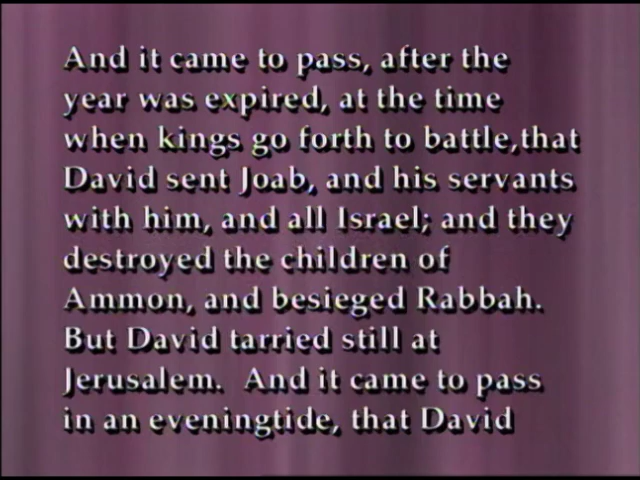 And it came to pass, after the
year was expired, at the time
when kings go forth to battle,that
David sent Joab, and his servants
with him, and all Israel; and they
destroyed the children of
Ammon, and besieged Rabbah.
But David tarried still at
Jerusalem.  And it came to pass
in an eveningtide, that David